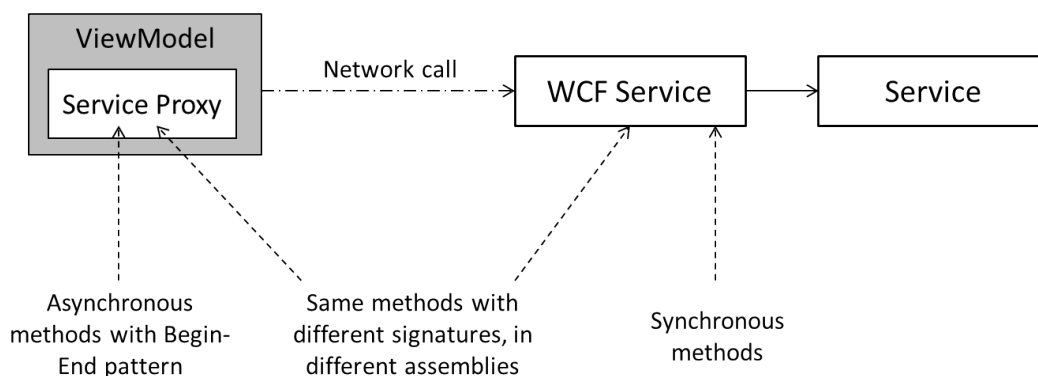 ViewModel
Service Proxy
Network call
WCF Service
Service
Asynchronous
methods with Begin-
End pattern
Same methods with
different signatures, in
different assemblies
Synchronous
methods